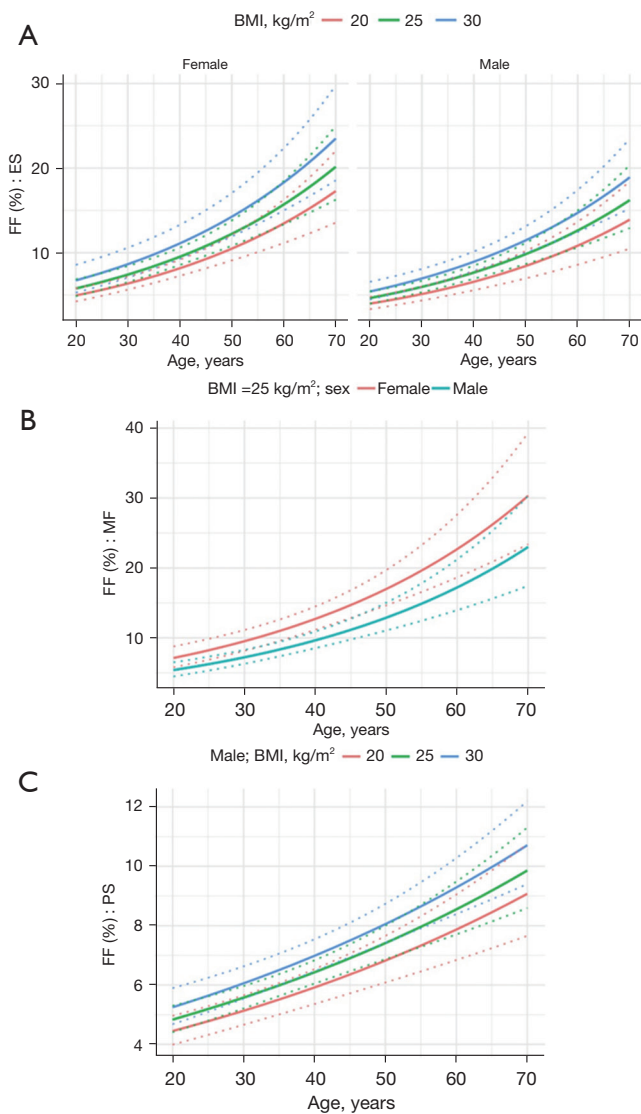 A
BMI, kg/m² 20 25 30
Female Male
30
20
10
FF (%) : ES
20 30 40 50 60 70 20 30 40 50 60 70
Age, years Age, years
BMI =25 kg/m²; sex Female Male
B
40
30
20
10
FF (%) : MF
20 30 40 50 60 70
Age, years
Male; BMI, kg/m² 20 25 30
C
12
10
8
6
4
FF (%) : PS
20 30 40 50 60 70
Age, years